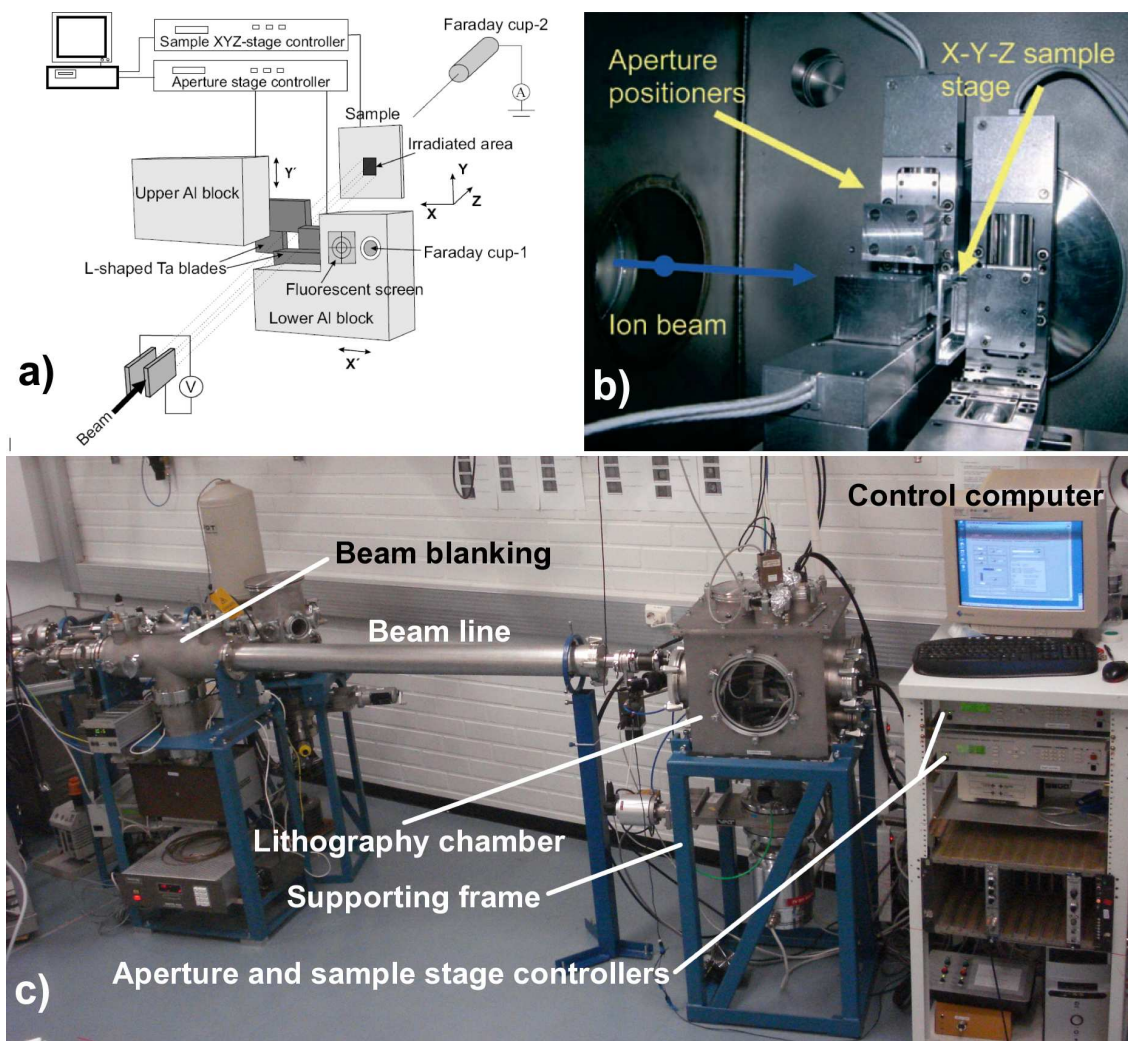 Faraday cup-2
Sample XYZ-stage controller
Aperture stage controller
A
Sample
Irradiated area
Y´
Upper Al block
Y
X
Z
L-shaped Ta blades
Faraday cup-1
Fluorescent screen
Lower Al block
X´
V
Beam
a)
Aperture
positioners
X-Y-Z sample
stage
Ion beam
b)
Control computer
Beam blanking
Beam line
Lithography chamber
Supporting frame
Aperture and sample stage controllers
c)